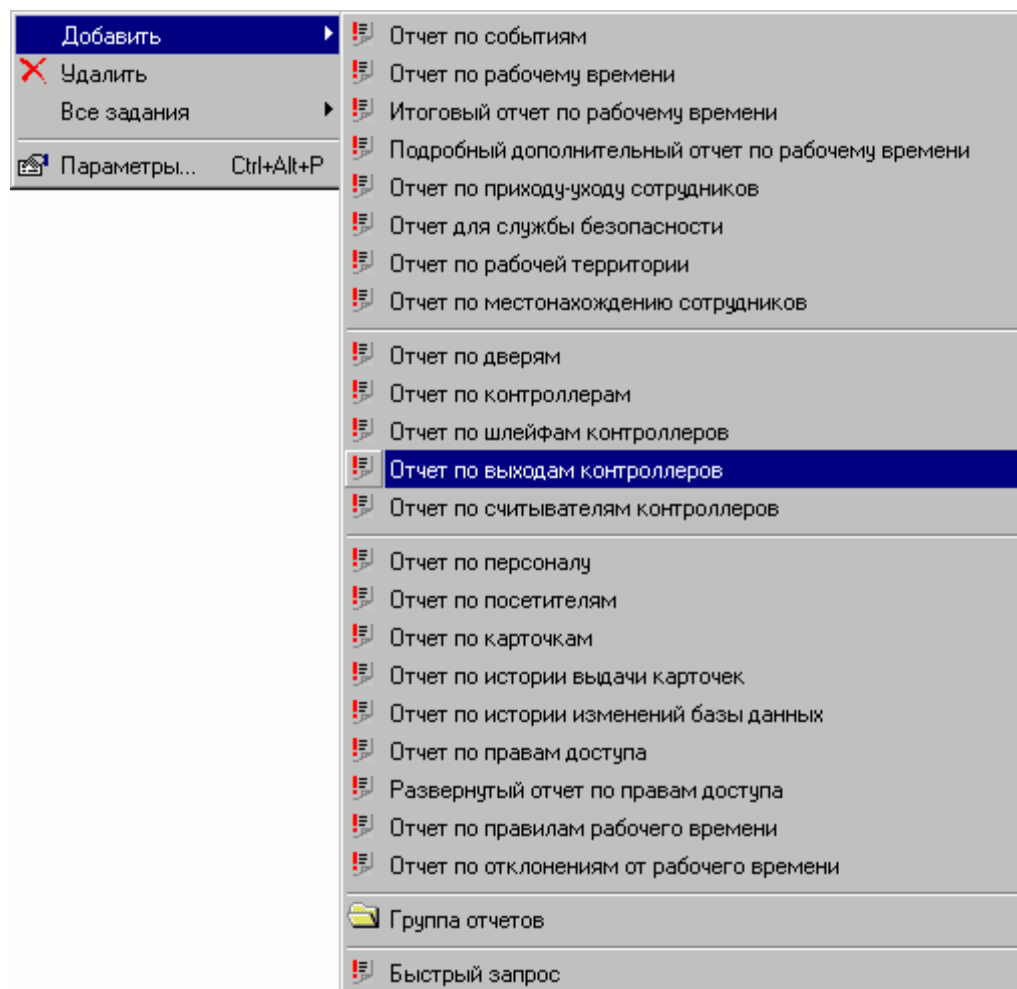 Добавить
Удалить
Все задания
Параметры... Ctrl+Alt+P
Отчет по событиям
Отчет по рабочему времени
Итоговый отчет по рабочему времени
Подробный дополнительный отчет по рабочему времени
Отчет по приходу-уходу сотрудников
Отчет для службы безопасности
Отчет по рабочей территории
Отчет по местонахождению сотрудников
Отчет по дверям
Отчет по контроллерам
Отчет по шлейфам контроллеров
Отчет по выходам контроллеров
Отчет по считывателям контроллеров
Отчет по персоналу
Отчет по посетителям
Отчет по карточкам
Отчет по истории выдачи карточек
Отчет по истории изменений базы данных
Отчет по правам доступа
Развернутый отчет по правам доступа
Отчет по правилам рабочего времени
Отчет по отклонениям от рабочего времени
Группа отчетов
Быстрый запрос